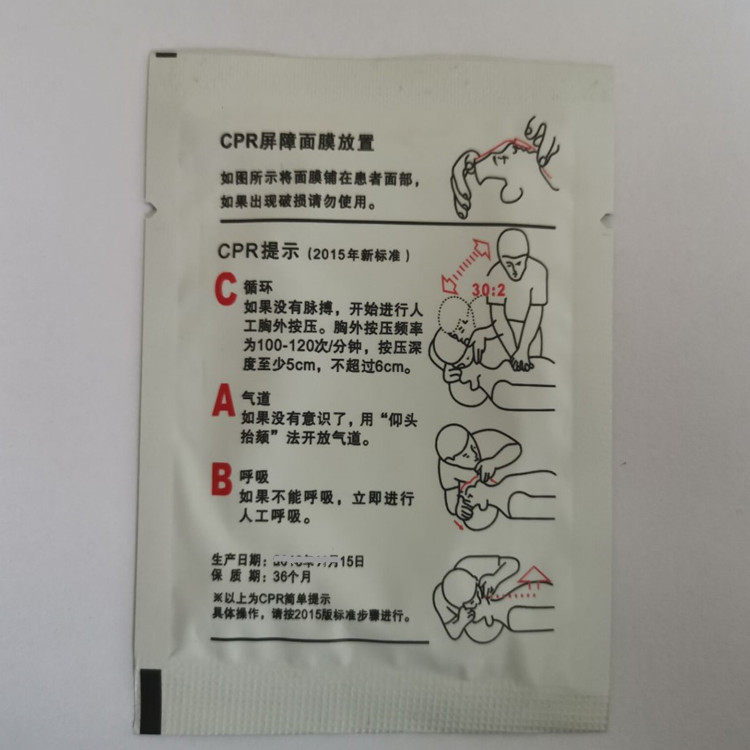 CPR屏障面膜放置
如图所示将面膜铺在患者面部，
如果出现破损请勿使用。
CPR提示（2015年新标准）
30:2
C 循环
如果没有脉搏，开始进行人
工胸外按压。胸外按压频率
为100-120次/分钟，按压深
度至少5cm，不超过6cm。
A 气道
如果没有意识了，用“仰头
抬颏”法开放气道。
B 呼吸
如果不能呼吸，立即进行
人工呼吸。
生产日期：月15日
保 质 期：36个月
※以上为CPR简单提示
具体操作，请按2015版标准步骤进行。